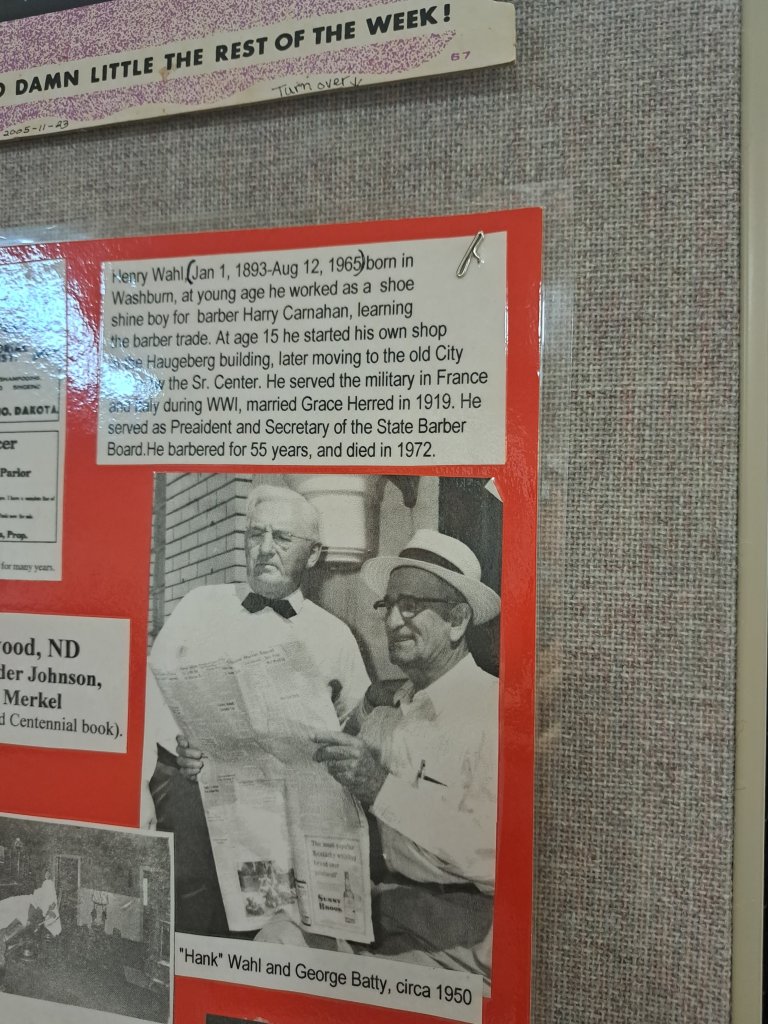 DAMN LITTLE THE REST OF THE WEEK!
67
Turn over
2005-11-23
Henry Wahl,(Jan 1, 1893-Aug 12, 1965)born in
Washburn, at young age he worked as a shoe
shine boy for barber Harry Carnahan, learning
the barber trade. At age 15 he started his own shop
the Haugeberg building, later moving to the old City
the Sr. Center. He served the military in France
and Italy during WWI, married Grace Herred in 1919. He
served as Preaident and Secretary of the State Barber
Board.He barbered for 55 years, and died in 1972.
O. DAKOTA
cer
Parlor
Prop.
for many years.
wood, ND
der Johnson,
Merkel
d Centennial book).
SUNNY
BROOK
"Hank" Wahl and George Batty, circa 1950